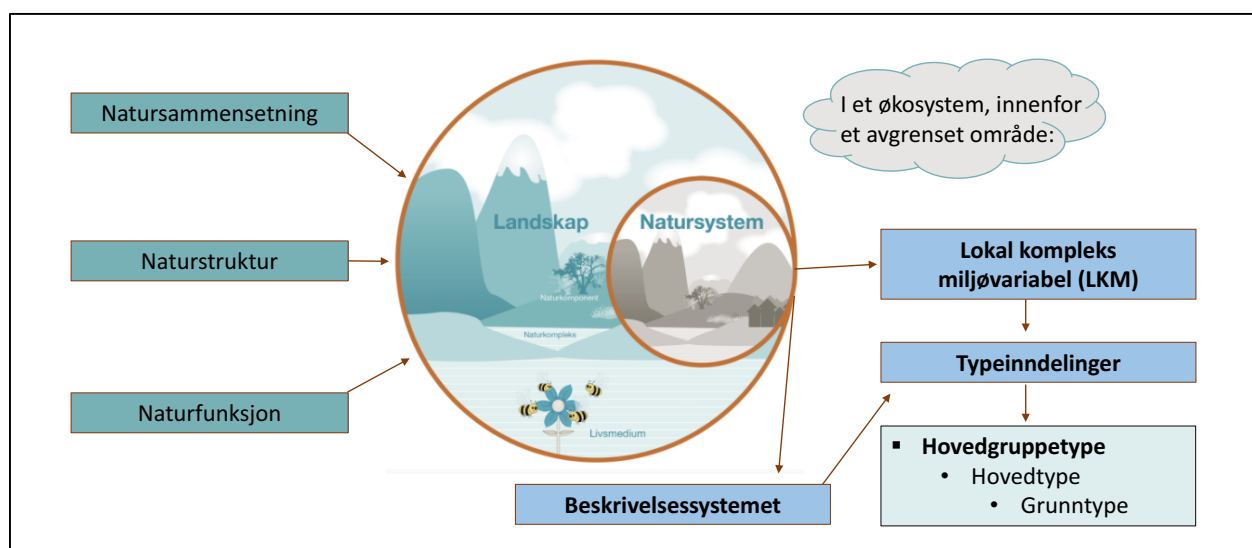 Natursammensetning
Naturstruktur
Naturfunksjon
Landskap
Natursystem
Naturkomponent
Naturkompleks
Livsmedium
I et økosystem, innenfor
et avgrenset område:
Lokal kompleks
miljøvariabel (LKM)
Typeinndelinger
▪ Hovedgruppetype
• Hovedtype
• Grunntype
Beskrivelsessystemet